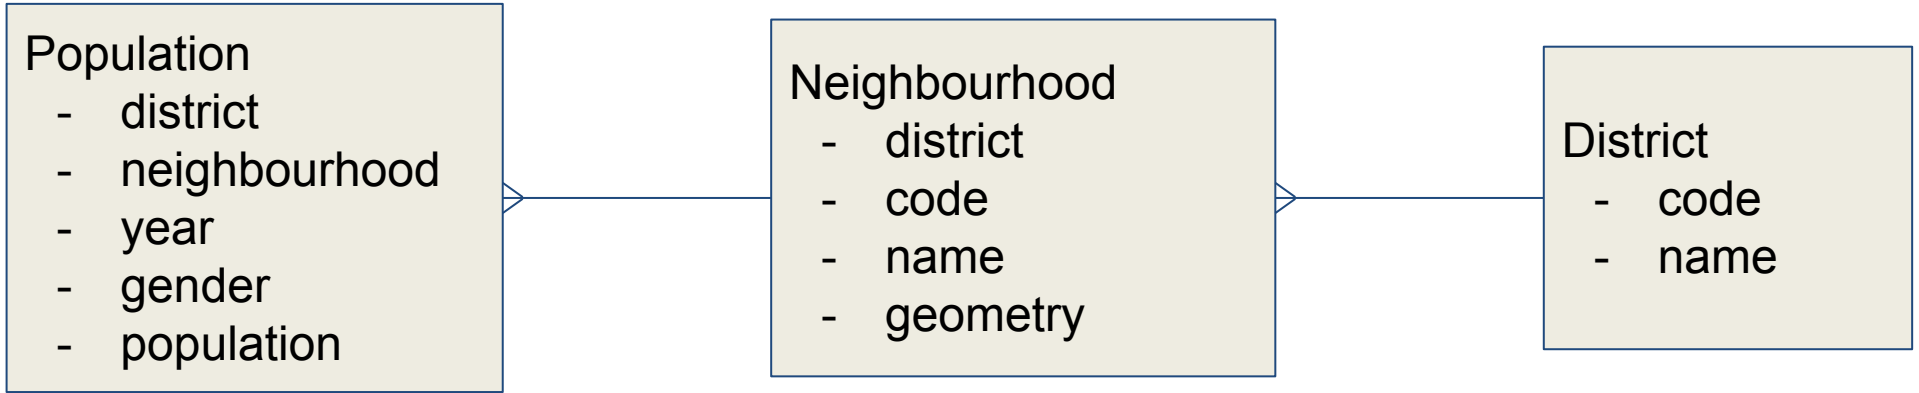 Population
- district
- neighbourhood
- year
- gender
- population
Neighbourhood
- district
- code
- name
- geometry
District
- code
- name